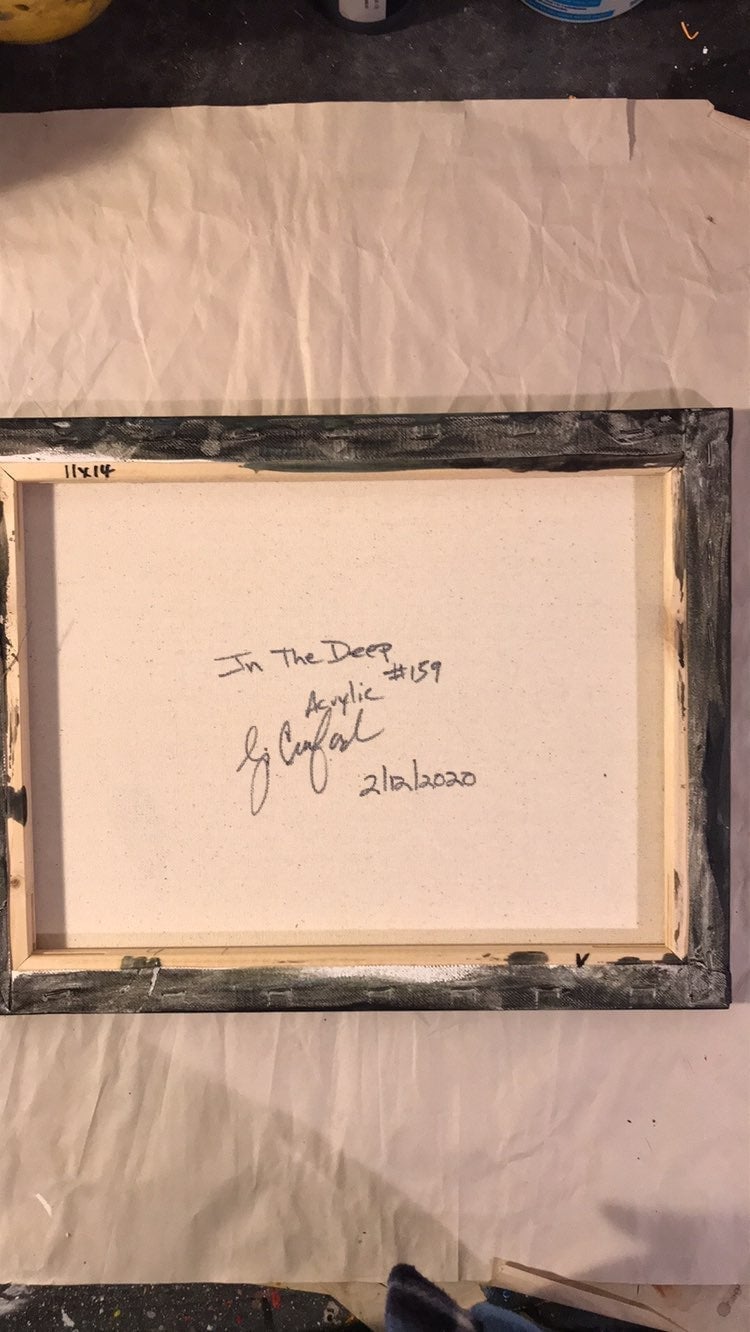 11x14
In The Deep
#159
Acrylic
2/12/2020